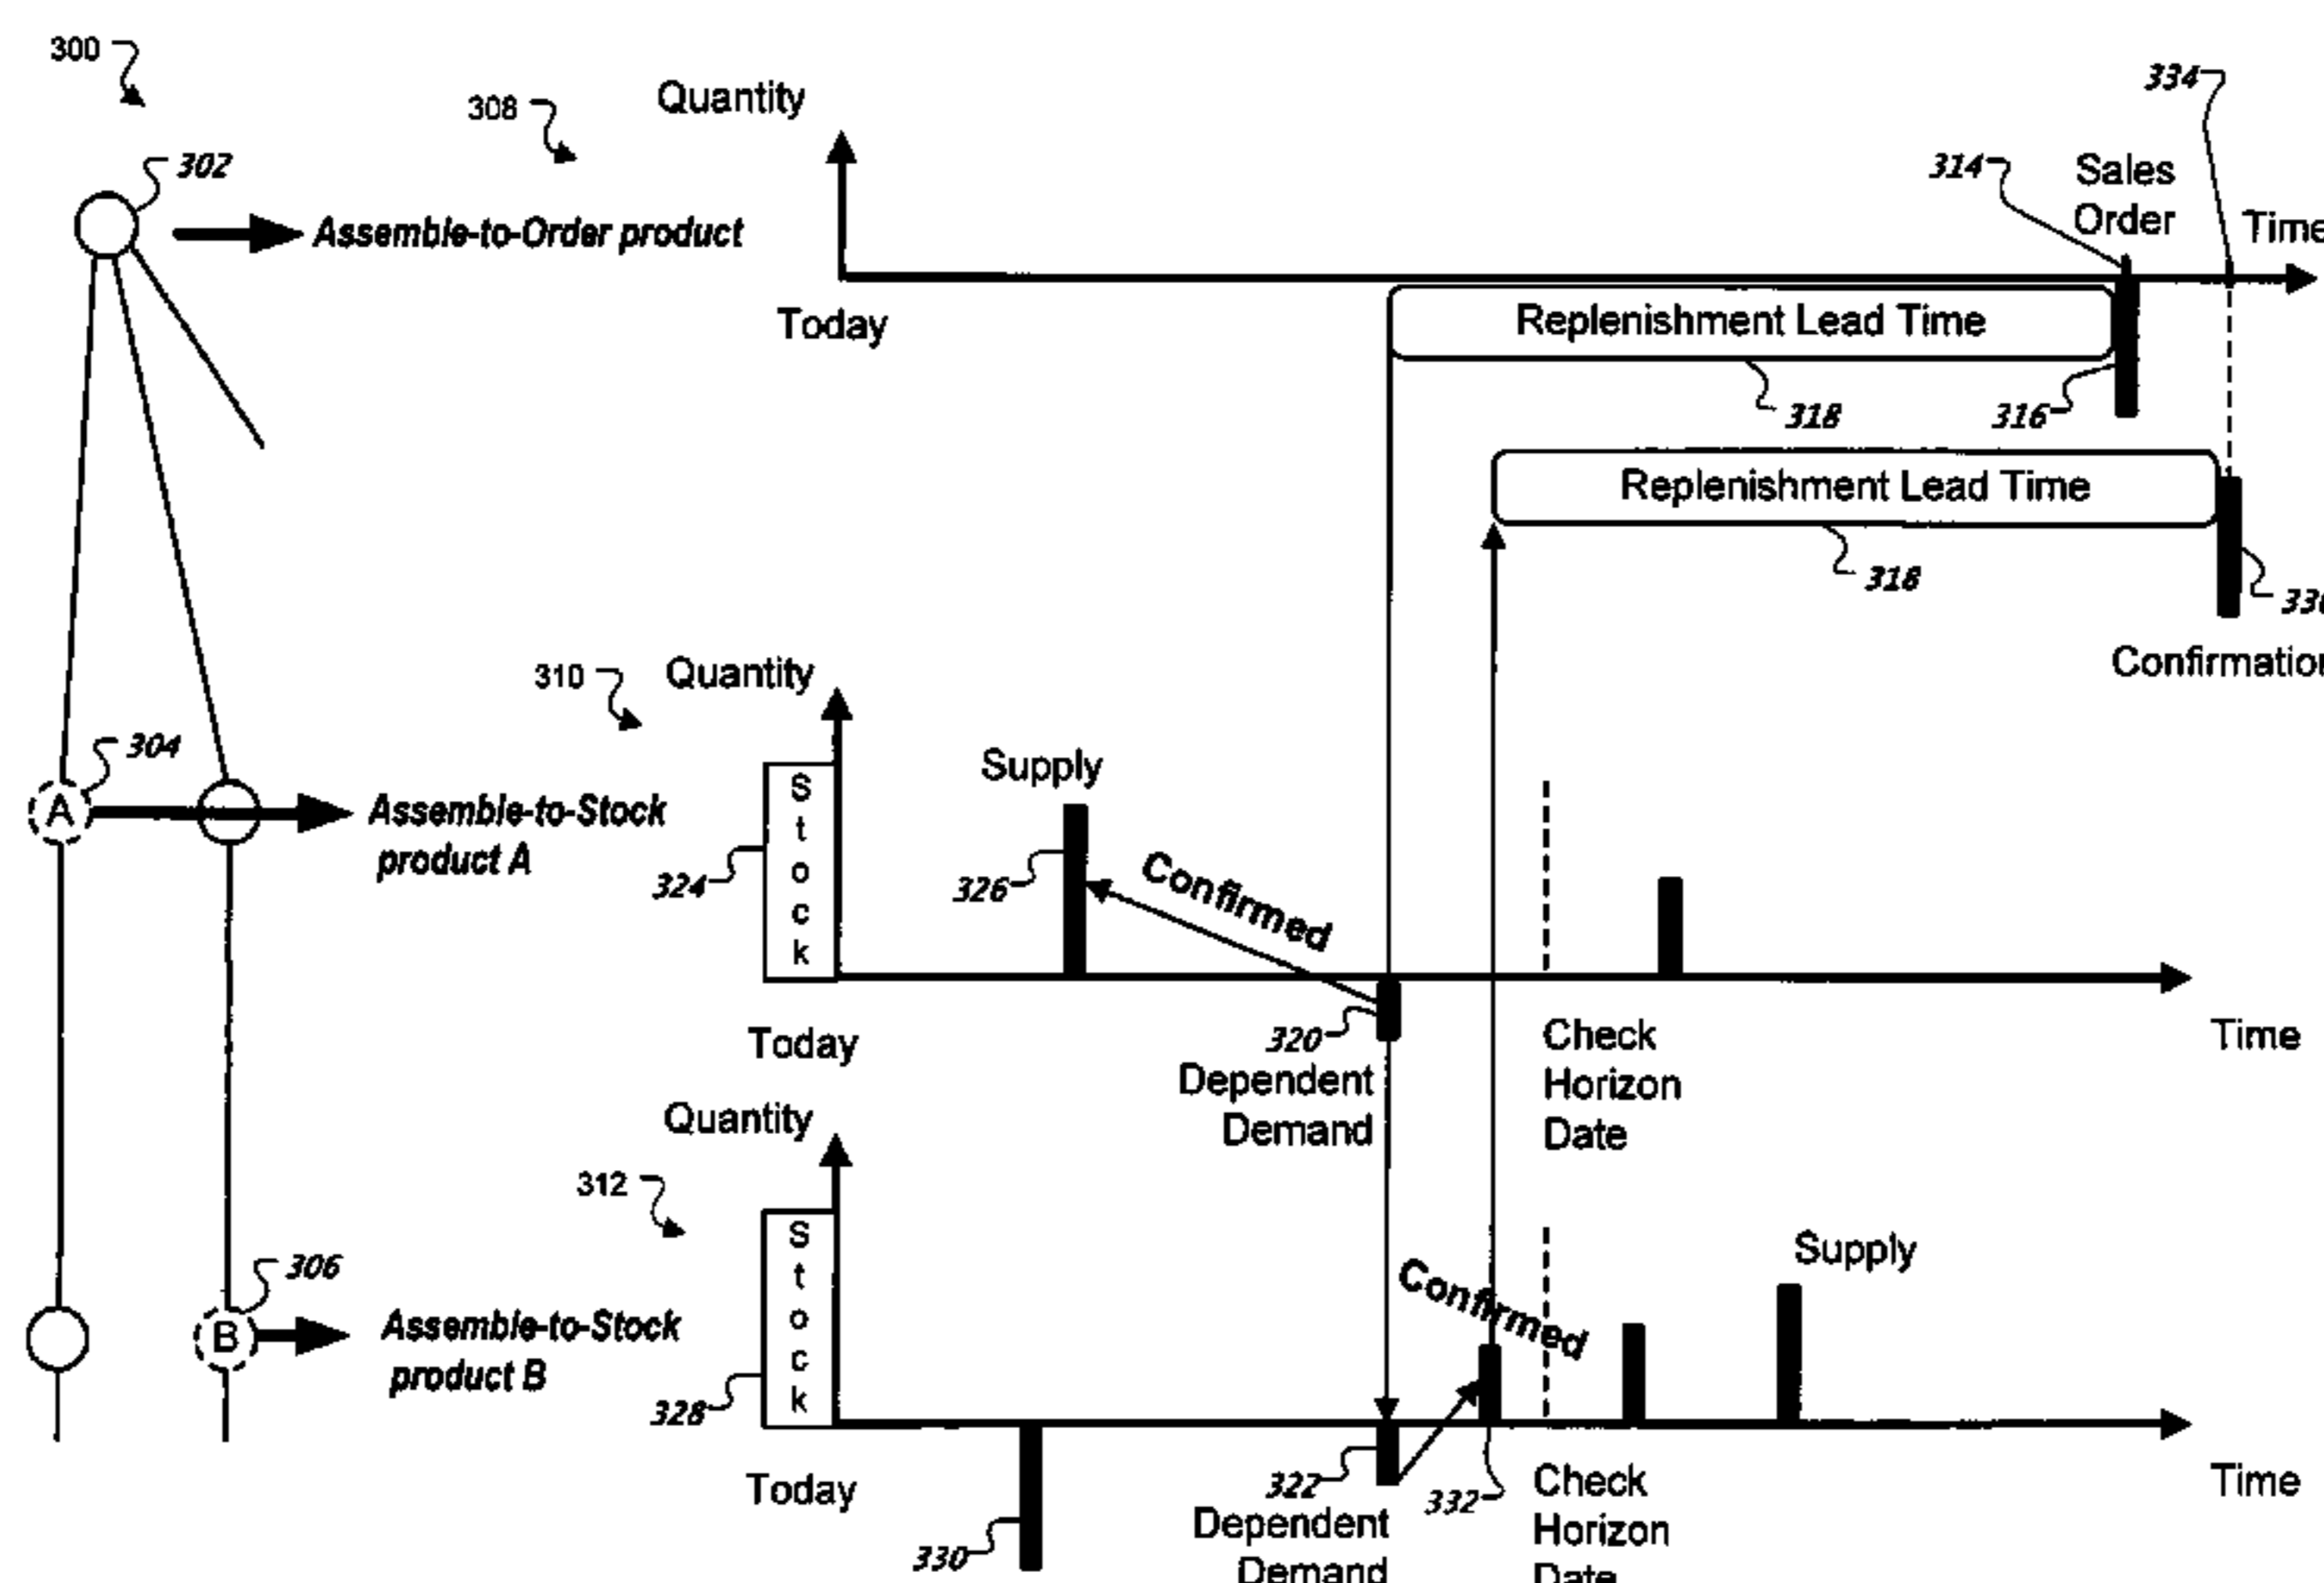 300
308
Quantity
334
302
314
Sales
Order
Time
Assemble-to-Order product
Today
Replenishment Lead Time
318
316
Replenishment Lead Time
318
Confirmation
310
Quantity
304
Supply
Stock
A
Assemble-to-Stock
product A
324
326
Confirmed
Today
320
Dependent
Demand
Check
Horizon
Date
Time
Quantity
312
Stock
Supply
306
Confirmed
B
Assemble-to-Stock
product B
328
Today
322
332
Check
Horizon
Date
Time
330
Dependent
Demand